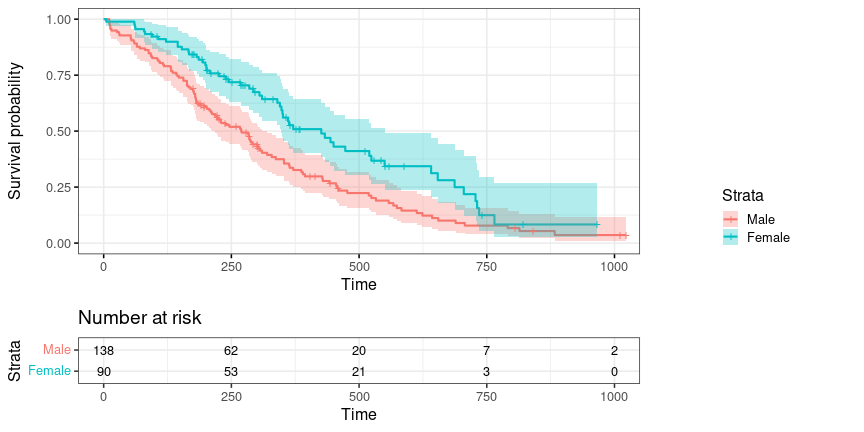 1.00
0.75
0.50
0.25
0.00
Survival probability
0 250 500 750 1000
Time
Strata
Male
Female
Number at risk
Strata
Male 138 62 20 7 2
Female 90 53 21 3 0
0 250 500 750 1000
Time